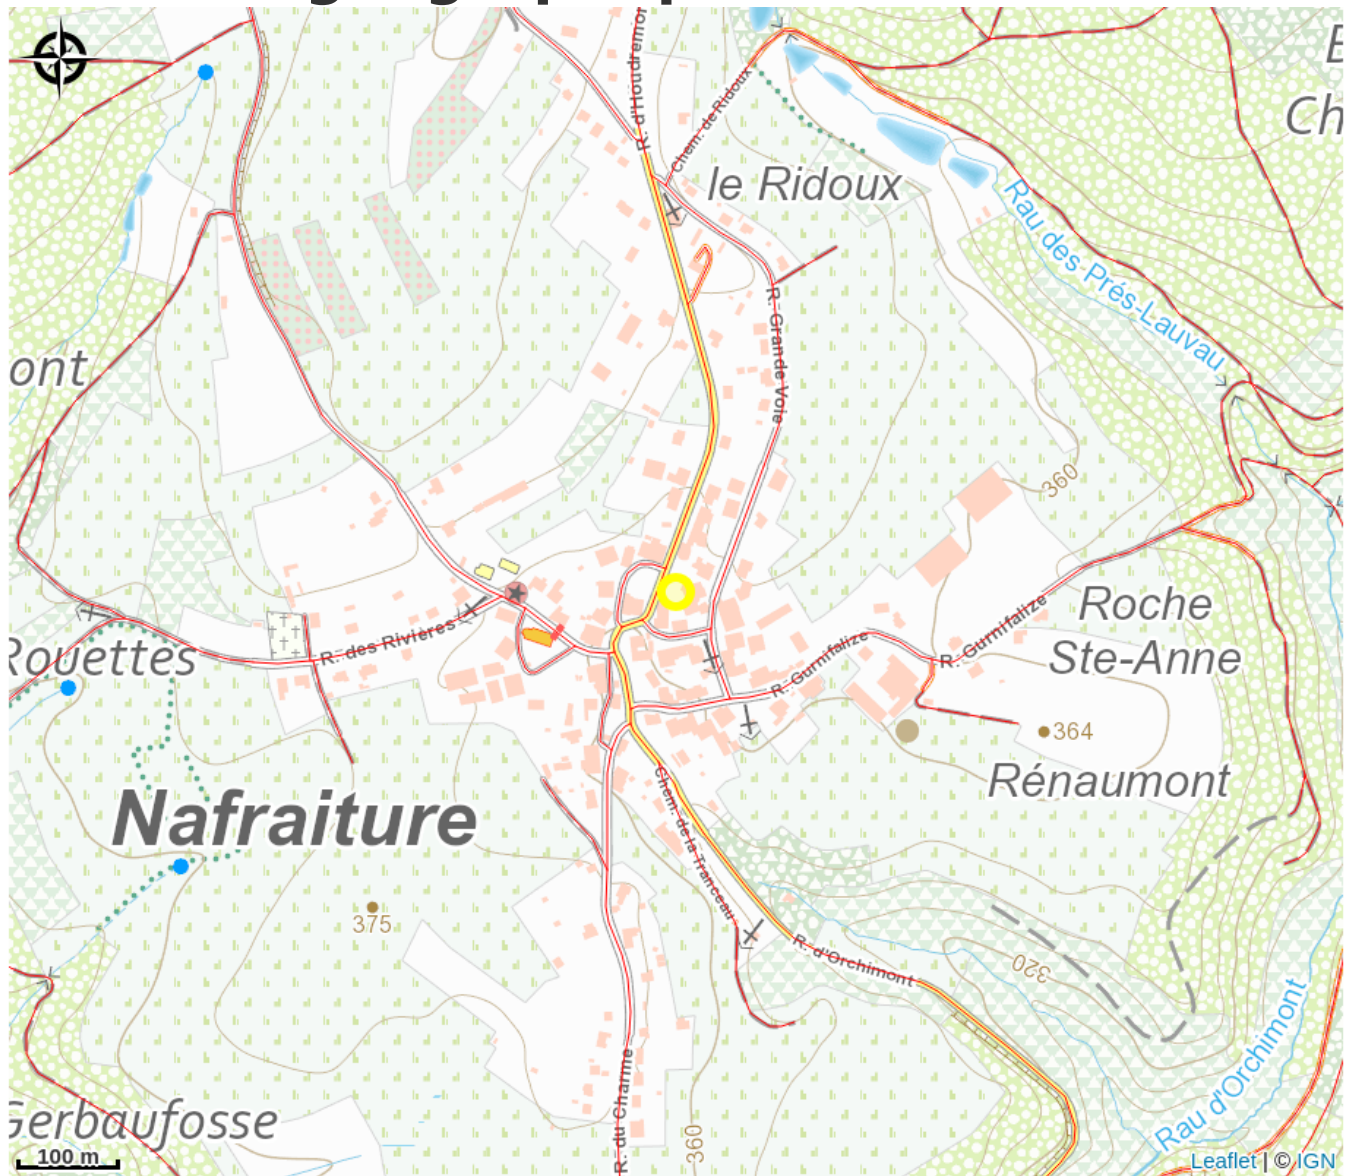 R. d'Houdremont
Chem. de Ridoux
le Ridoux
Ch
Rau des Prés-Lauvau
R. Grande Voie
ont
360
R. des Rivières
Rouettes
R. Gurnifalize
R. Gurnifalize
Roche
Ste-Anne
364
Rénaumont
Nafraiture
Chem. de la Tranceau
375
R. d'Orchimont
320
Rau d'Orchimont
R. du Charme
360
Gerbaufosse
100 m
Leaflet | © IGN